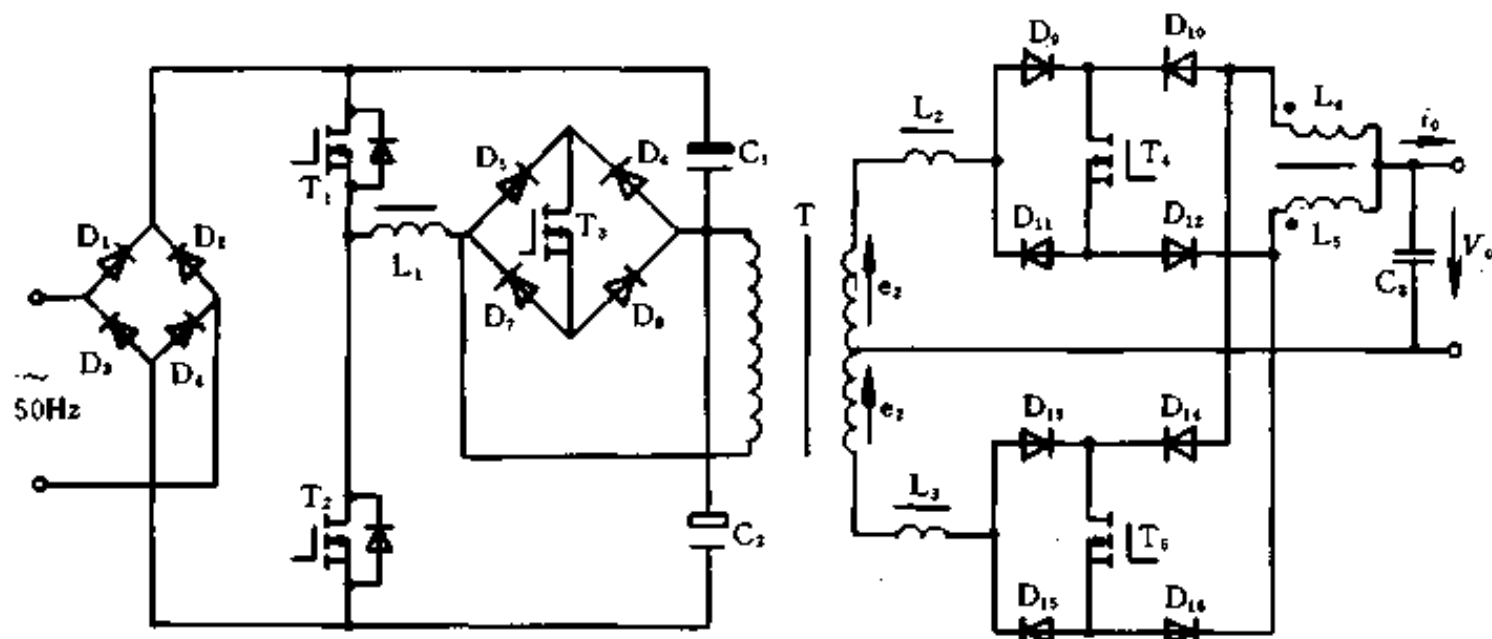 D₉
D₁₀
L₂
T₄
L₄
i₀
D₁₁
D₁₂
L₅
C₃
V₀
T₁
D₅
D₆
C₁
T₃
L₁
D₇
D₈
T
e₂
D₁
D₂
D₃
D₄
~
50Hz
e₂
D₁₃
D₁₄
T₂
C₂
L₃
T₅
D₁₅
D₁₆